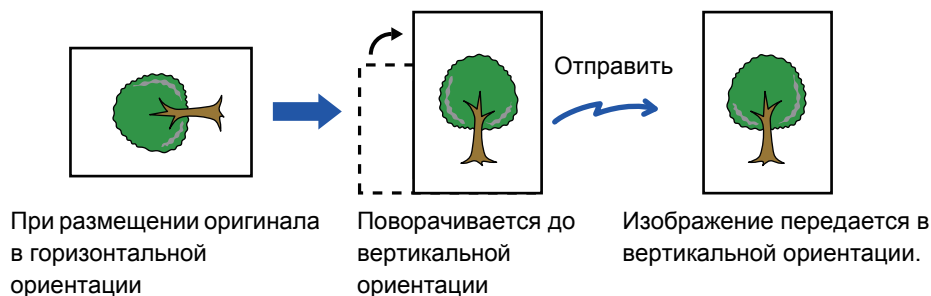 Отправить
При размещении оригинала
в горизонтальной
ориентации
Поворачивается до
вертикальной
ориентации
Изображение передается в
вертикальной ориентации.